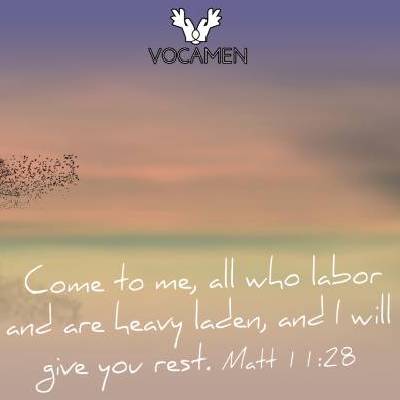 VOCAMEN
Come to me, all who labor
and are heavy laden, and I will
give you rest. Matt 11:28